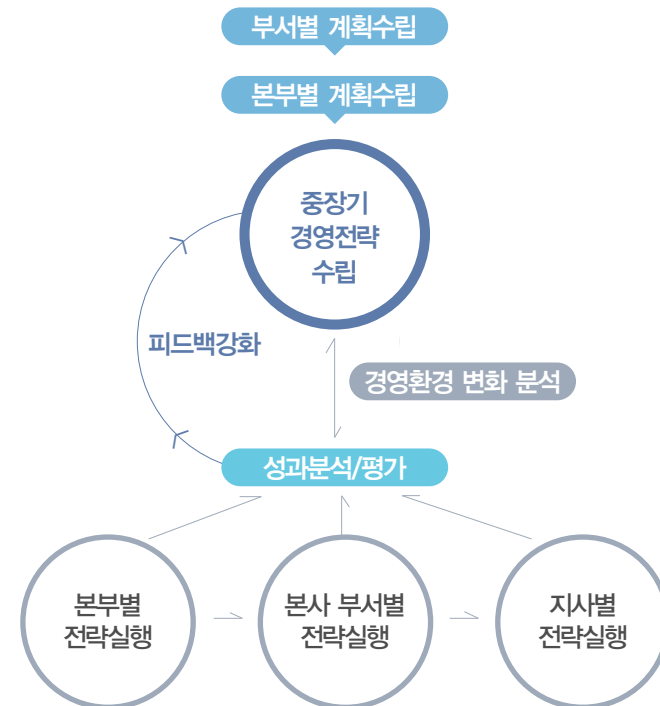 부서별 계획수립
본부별 계획수립
중장기
경영전략
수립
피드백강화
경영환경 변화 분석
성과분석/평가
본부별
전략실행
본사 부서별
전략실행
지사별
전략실행